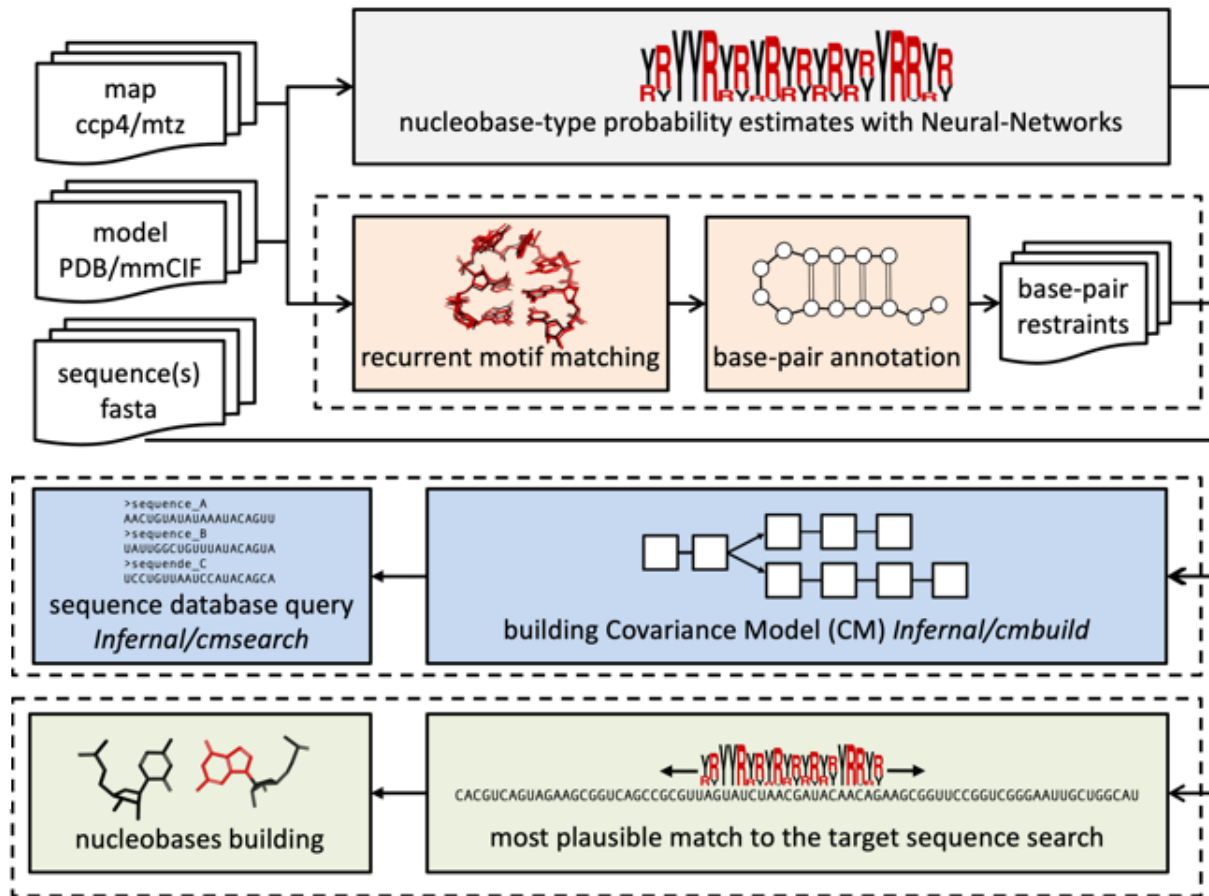 map
ccp4/mtz
nucleobase-type probability estimates with Neural-Networks
model
PDB/mmCIF
recurrent motif matching
base-pair annotation
base-pair
restraints
sequence(s)
fasta
>sequence_A
AACUGUAUAUAAAUACAGUU
>sequence_B
UAUUGGCUGUUUAUACAGUA
>sequende_C
UCCUGUUAAUCCAUACAGCA
sequence database query
Infernal/cmsearch
building Covariance Model (CM) Infernal/cmbuild
nucleobases building
CACGUCAGUAGAAGCGGUCAGCCGCGUUAGUAUCUAACGAUACAACAGAAGCGGUUCCGGUCGGGAAUUGCUGGCAU
most plausible match to the target sequence search